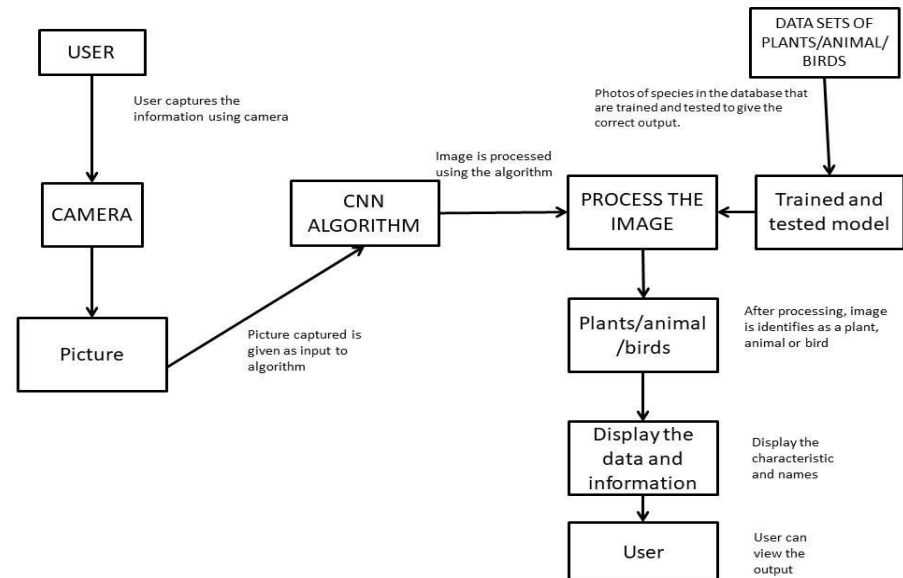 USER
User captures the
information using camera
CAMERA
Picture
Picture captured is
given as input to
algorithm
CNN
ALGORITHM
Image is processed
using the algorithm
DATA SETS OF
PLANTS/ANIMAL/
BIRDS
Photos of species in the database that
are trained and tested to give the
correct output.
Trained and
tested model
PROCESS THE
IMAGE
Plants/animal
/birds
After processing, image
is identifies as a plant,
animal or bird
Display the
data and
information
Display the
characteristic
and names
User
User can
view the
output